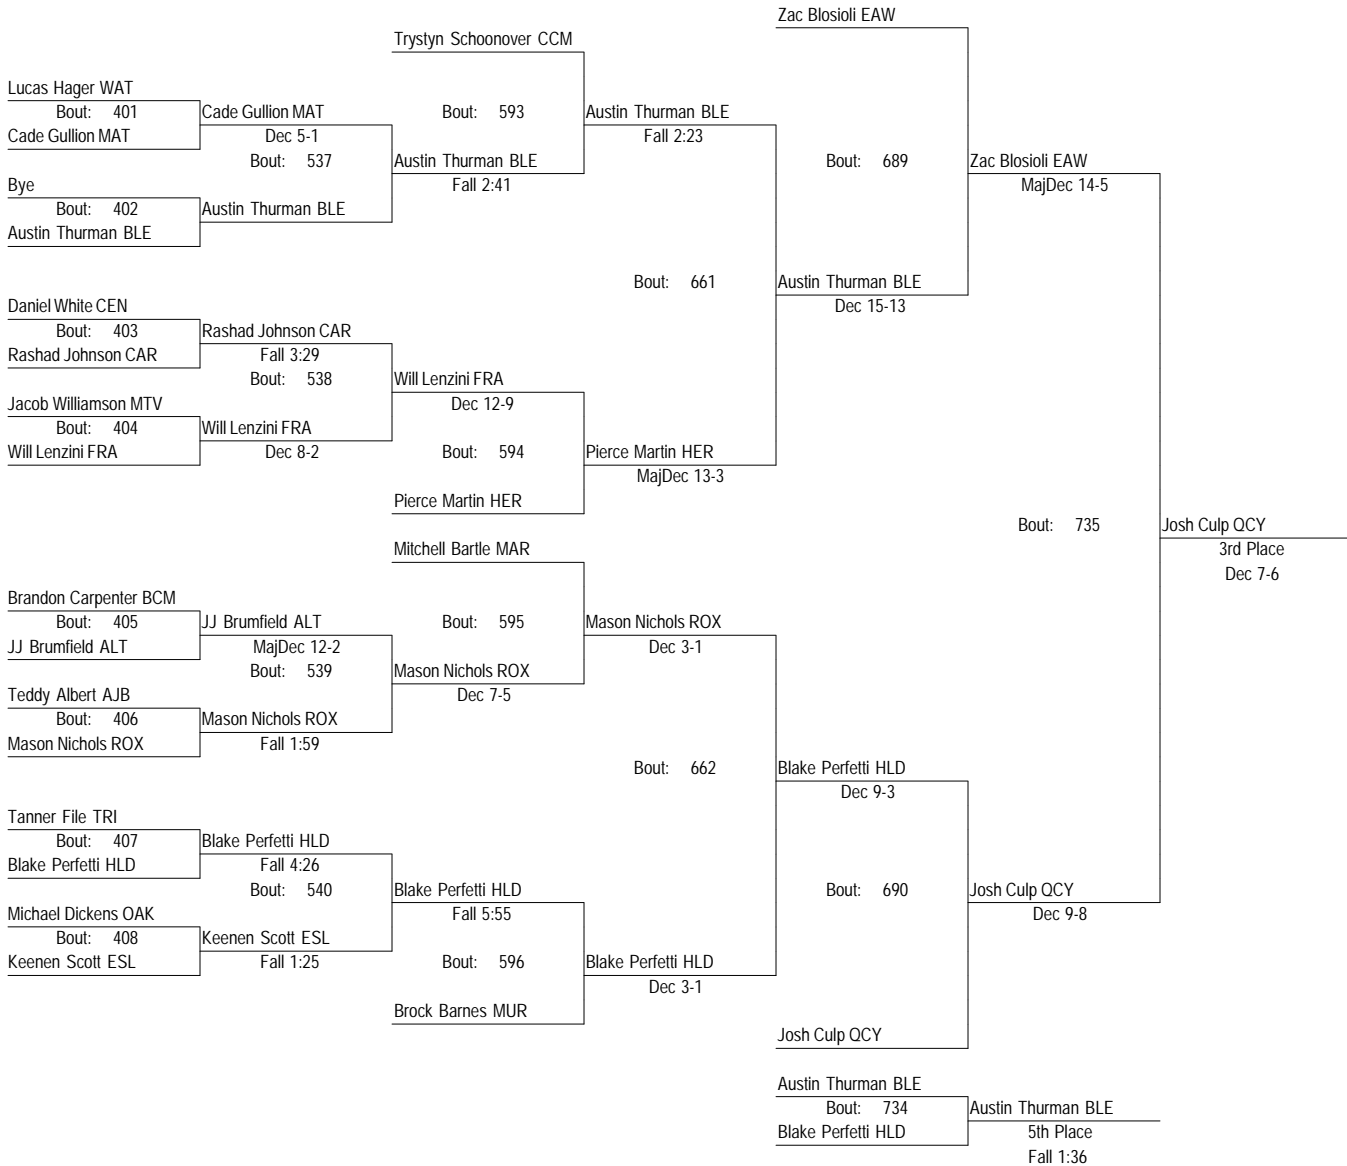 Zac Blosioli EAW
Trystyn Schoonover CCM
Lucas Hager WAT
Bout: 401
Cade Gullion MAT
Bout: 593
Austin Thurman BLE
Cade Gullion MAT
Dec 5-1
Fall 2:23
Bout: 537
Austin Thurman BLE
Bout: 689
Zac Blosioli EAW
Bye
Fall 2:41
MajDec 14-5
Bout: 402
Austin Thurman BLE
Austin Thurman BLE
Bout: 661
Austin Thurman BLE
Daniel White CEN
Dec 15-13
Bout: 403
Rashad Johnson CAR
Rashad Johnson CAR
Fall 3:29
Bout: 538
Will Lenzini FRA
Jacob Williamson MTV
Dec 12-9
Bout: 404
Will Lenzini FRA
Will Lenzini FRA
Dec 8-2
Bout: 594
Pierce Martin HER
MajDec 13-3
Pierce Martin HER
Bout: 735
Josh Culp QCY
Mitchell Bartle MAR
3rd Place
Dec 7-6
Brandon Carpenter BCM
Bout: 405
JJ Brumfield ALT
Bout: 595
Mason Nichols ROX
JJ Brumfield ALT
MajDec 12-2
Dec 3-1
Bout: 539
Mason Nichols ROX
Teddy Albert AJB
Dec 7-5
Bout: 406
Mason Nichols ROX
Mason Nichols ROX
Fall 1:59
Bout: 662
Blake Perfetti HLD
Dec 9-3
Tanner File TRI
Bout: 407
Blake Perfetti HLD
Blake Perfetti HLD
Fall 4:26
Bout: 540
Blake Perfetti HLD
Bout: 690
Josh Culp QCY
Michael Dickens OAK
Fall 5:55
Dec 9-8
Bout: 408
Keenen Scott ESL
Keenen Scott ESL
Fall 1:25
Bout: 596
Blake Perfetti HLD
Dec 3-1
Brock Barnes MUR
Josh Culp QCY
Austin Thurman BLE
Bout: 734
Austin Thurman BLE
Blake Perfetti HLD
5th Place
Fall 1:36